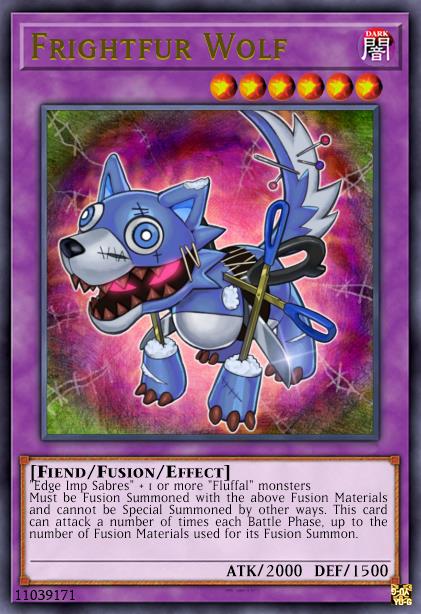 Frightfur Wolf
DARK
闇
[Fiend/Fusion/Effect]
"Edge Imp Sabres" + 1 or more "Fluffal" monsters
Must be Fusion Summoned with the above Fusion Materials
and cannot be Special Summoned by other ways. This card
can attack a number of times each Battle Phase, up to the
number of Fusion Materials used for its Fusion Summon.
ATK/2000 DEF/1500
11039171